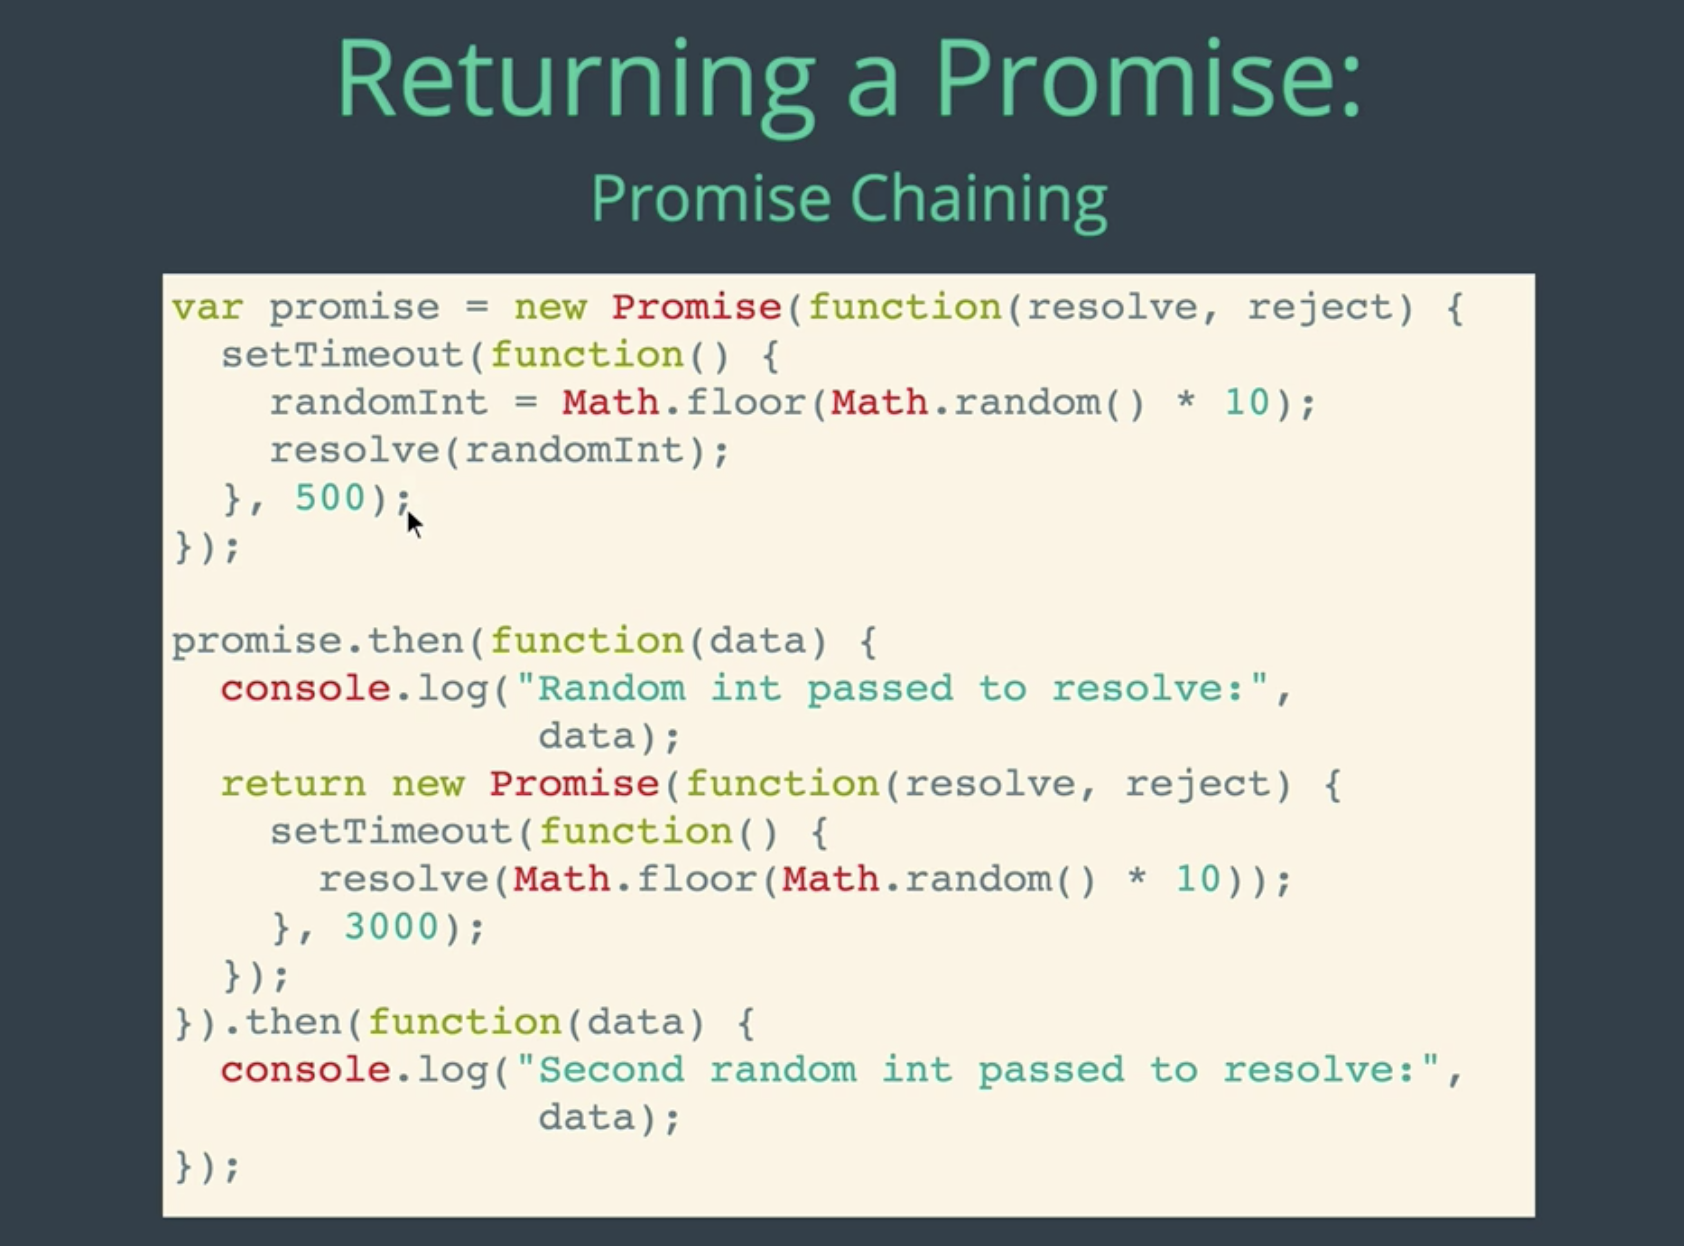 Returning a Promise:
Promise Chaining
var promise = new Promise(function(resolve, reject) {
  setTimeout(function() {
    randomInt = Math.floor(Math.random() * 10);
    resolve(randomInt);
  }, 500);
});

promise.then(function(data) {
  console.log("Random int passed to resolve:",
               data);
  return new Promise(function(resolve, reject) {
    setTimeout(function() {
      resolve(Math.floor(Math.random() * 10));
    }, 3000);
  });
}).then(function(data) {
  console.log("Second random int passed to resolve:",
               data);
});